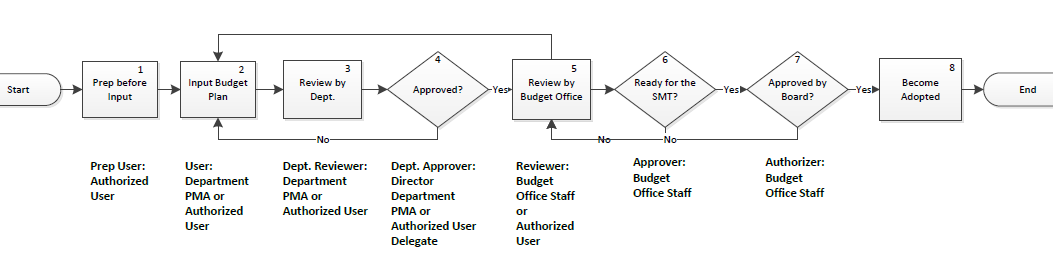 Start
1
Prep before
Input
2
Input Budget
Plan
3
Review by
Dept.
4
Approved?
Yes
5
Review by
Budget Office
6
Ready for the
SMT?
Yes
7
Approved by
Board?
Yes
8
Become
Adopted
End
No
No
No
Prep User:
Authorized
User
User:
Department
PMA or
Authorized
User
Dept. Reviewer:
Department
PMA or
Authorized User
Dept. Approver:
Director
Department
PMA or
Authorized User
Delegate
Reviewer:
Budget
Office Staff
or
Authorized
User
Approver:
Budget
Office Staff
Authorizer:
Budget
Office Staff